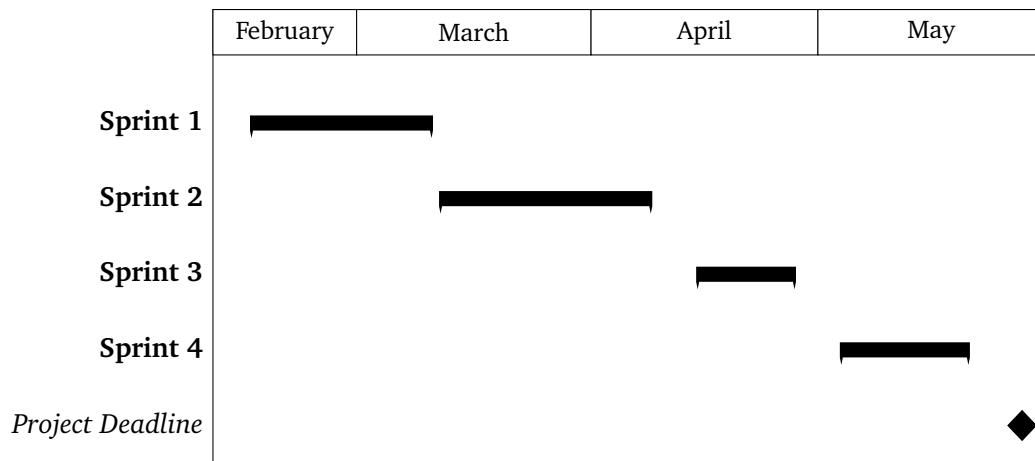 February March April May
Sprint 1
Sprint 2
Sprint 3
Sprint 4
Project Deadline